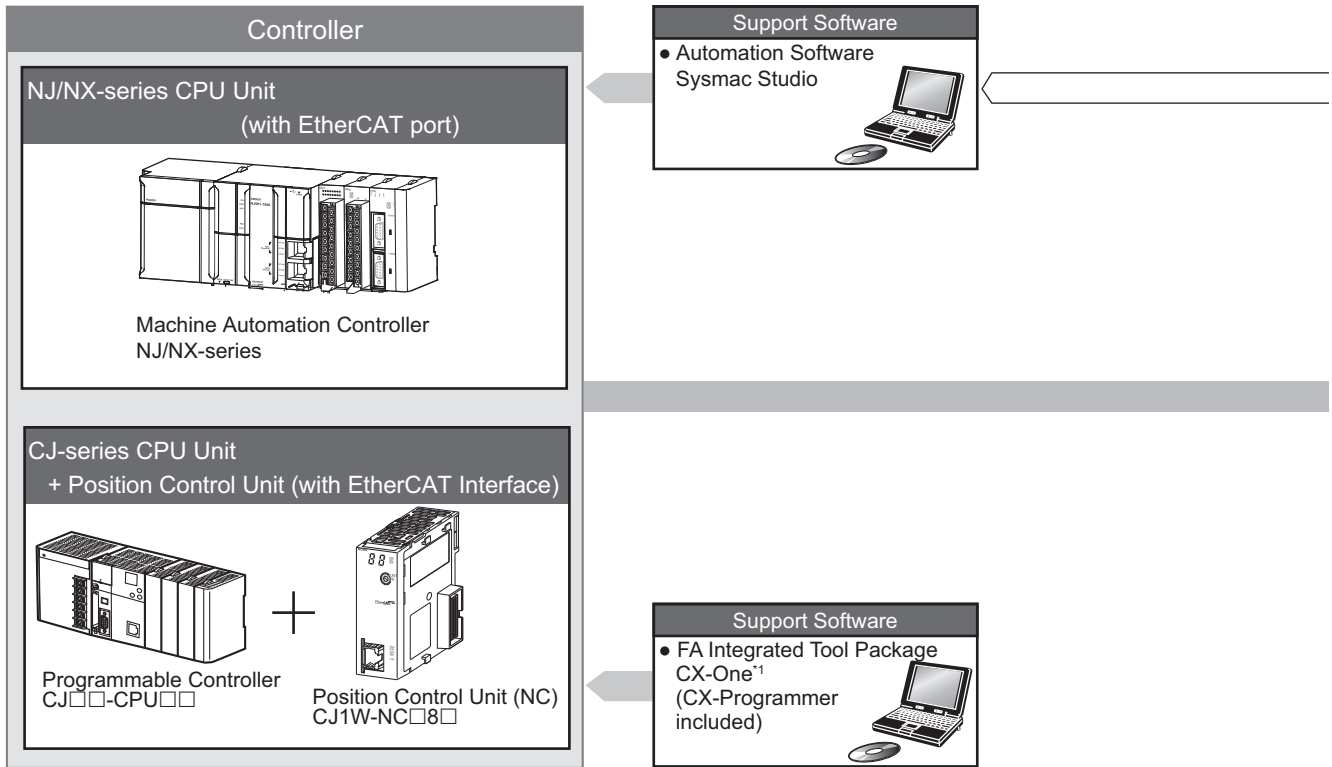 Controller
NJ/NX-series CPU Unit
(with EtherCAT port)
Machine Automation Controller
NJ/NX-series
CJ-series CPU Unit
+ Position Control Unit (with EtherCAT Interface)
Programmable Controller
CJ□□-CPU□□
Position Control Unit (NC)
CJ1W-NC□8□
Support Software
● Automation Software
Sysmac Studio
Support Software
● FA Integrated Tool Package
CX-One*1
(CX-Programmer
included)